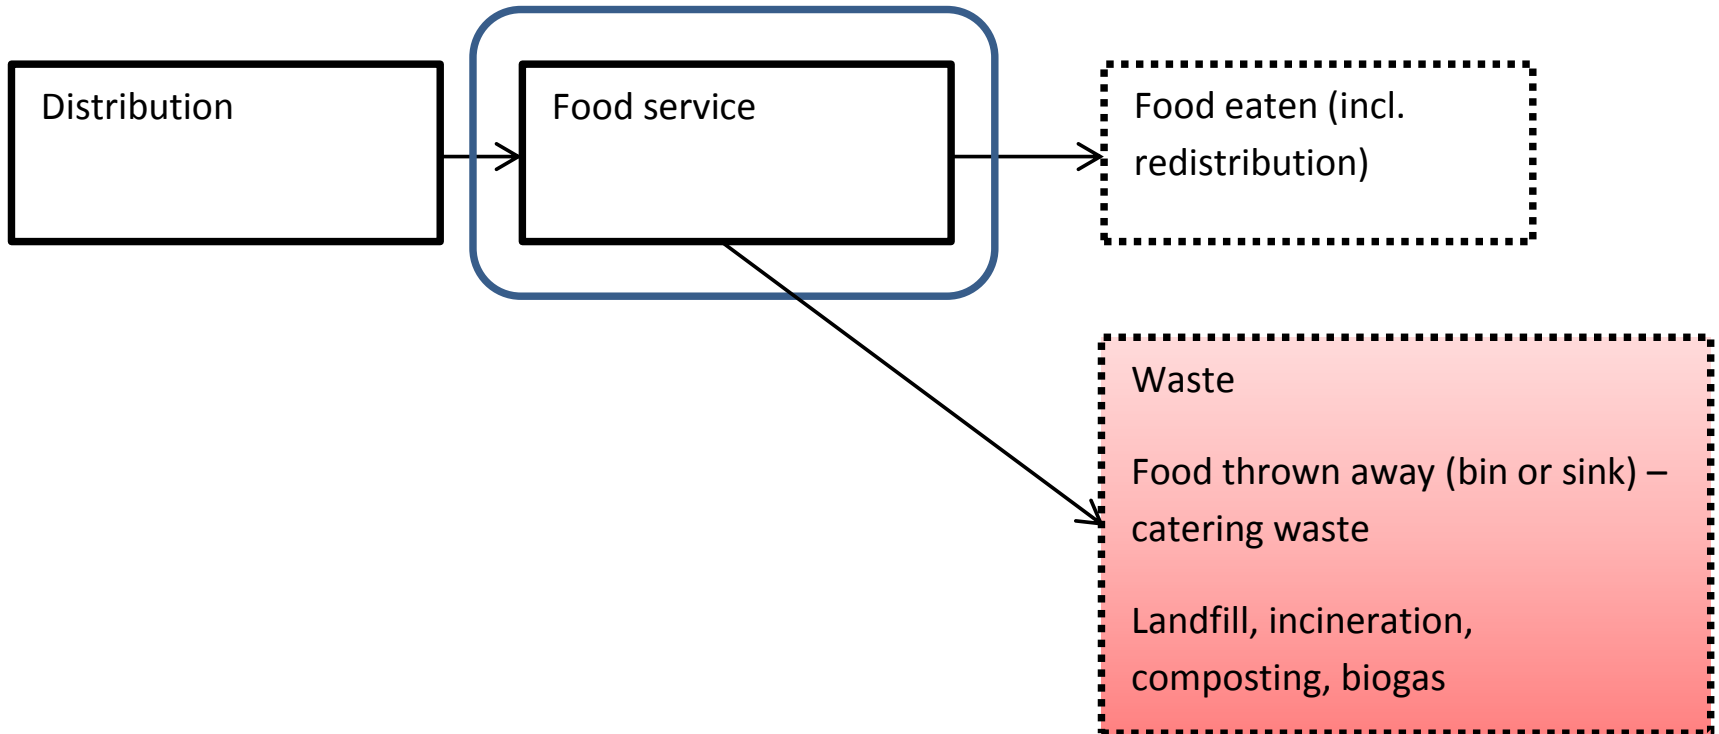 Distribution
Food service
Food eaten (incl.
redistribution)
Waste
Food thrown away (bin or sink) –
catering waste
Landfill, incineration,
composting, biogas